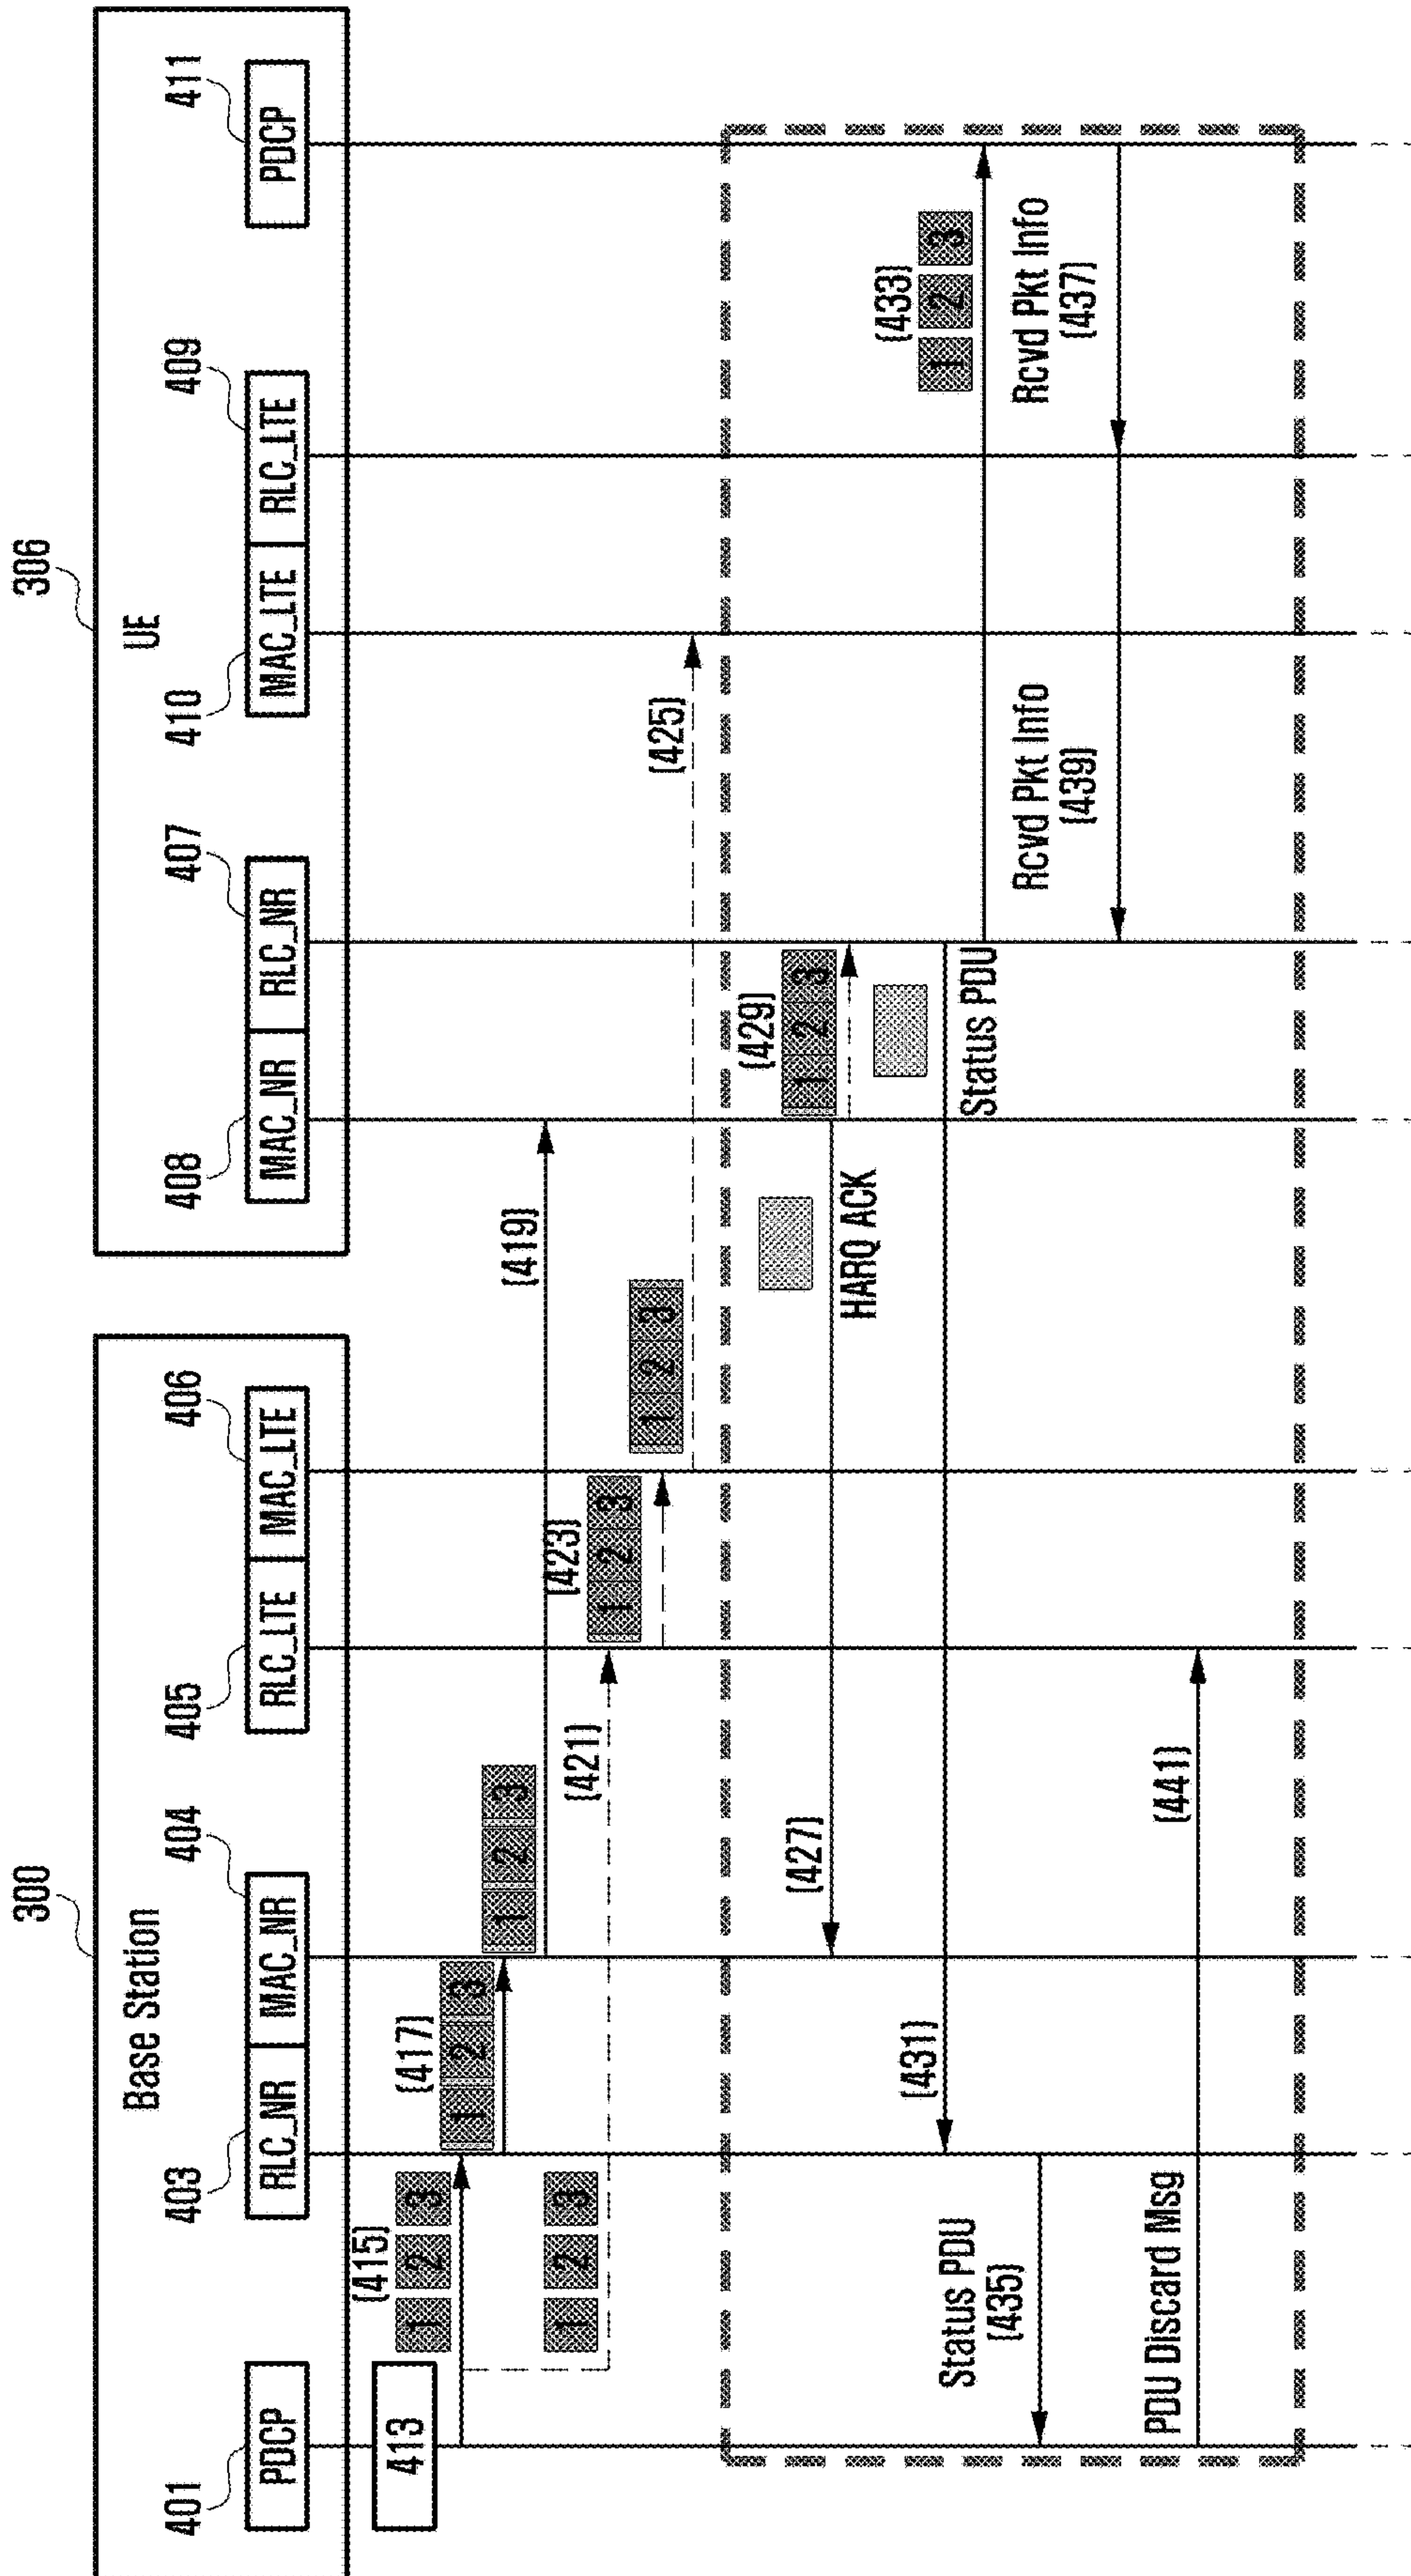 300
306
Base Station
UE
401
403
404
405
406
408
407
410
409
411
PDCP
RLC_NR
MAC_NR
RLC_LTE
MAC_LTE
MAC_NR
RLC_NR
MAC_LTE
RLC_LTE
PDCP
413
(415)
1 2 3
(417)
1 2 3
1 2 3
(419)
1 2 3
(421)
(423)
1 2 3
1 2 3
(425)
(429)
1 2 3
(427)
HARQ ACK
(431)
Status PDU
(433)
1 2 3
Status PDU
(435)
Rcvd Pkt Info
(439)
Rcvd Pkt Info
(437)
PDU Discard Msg
(441)